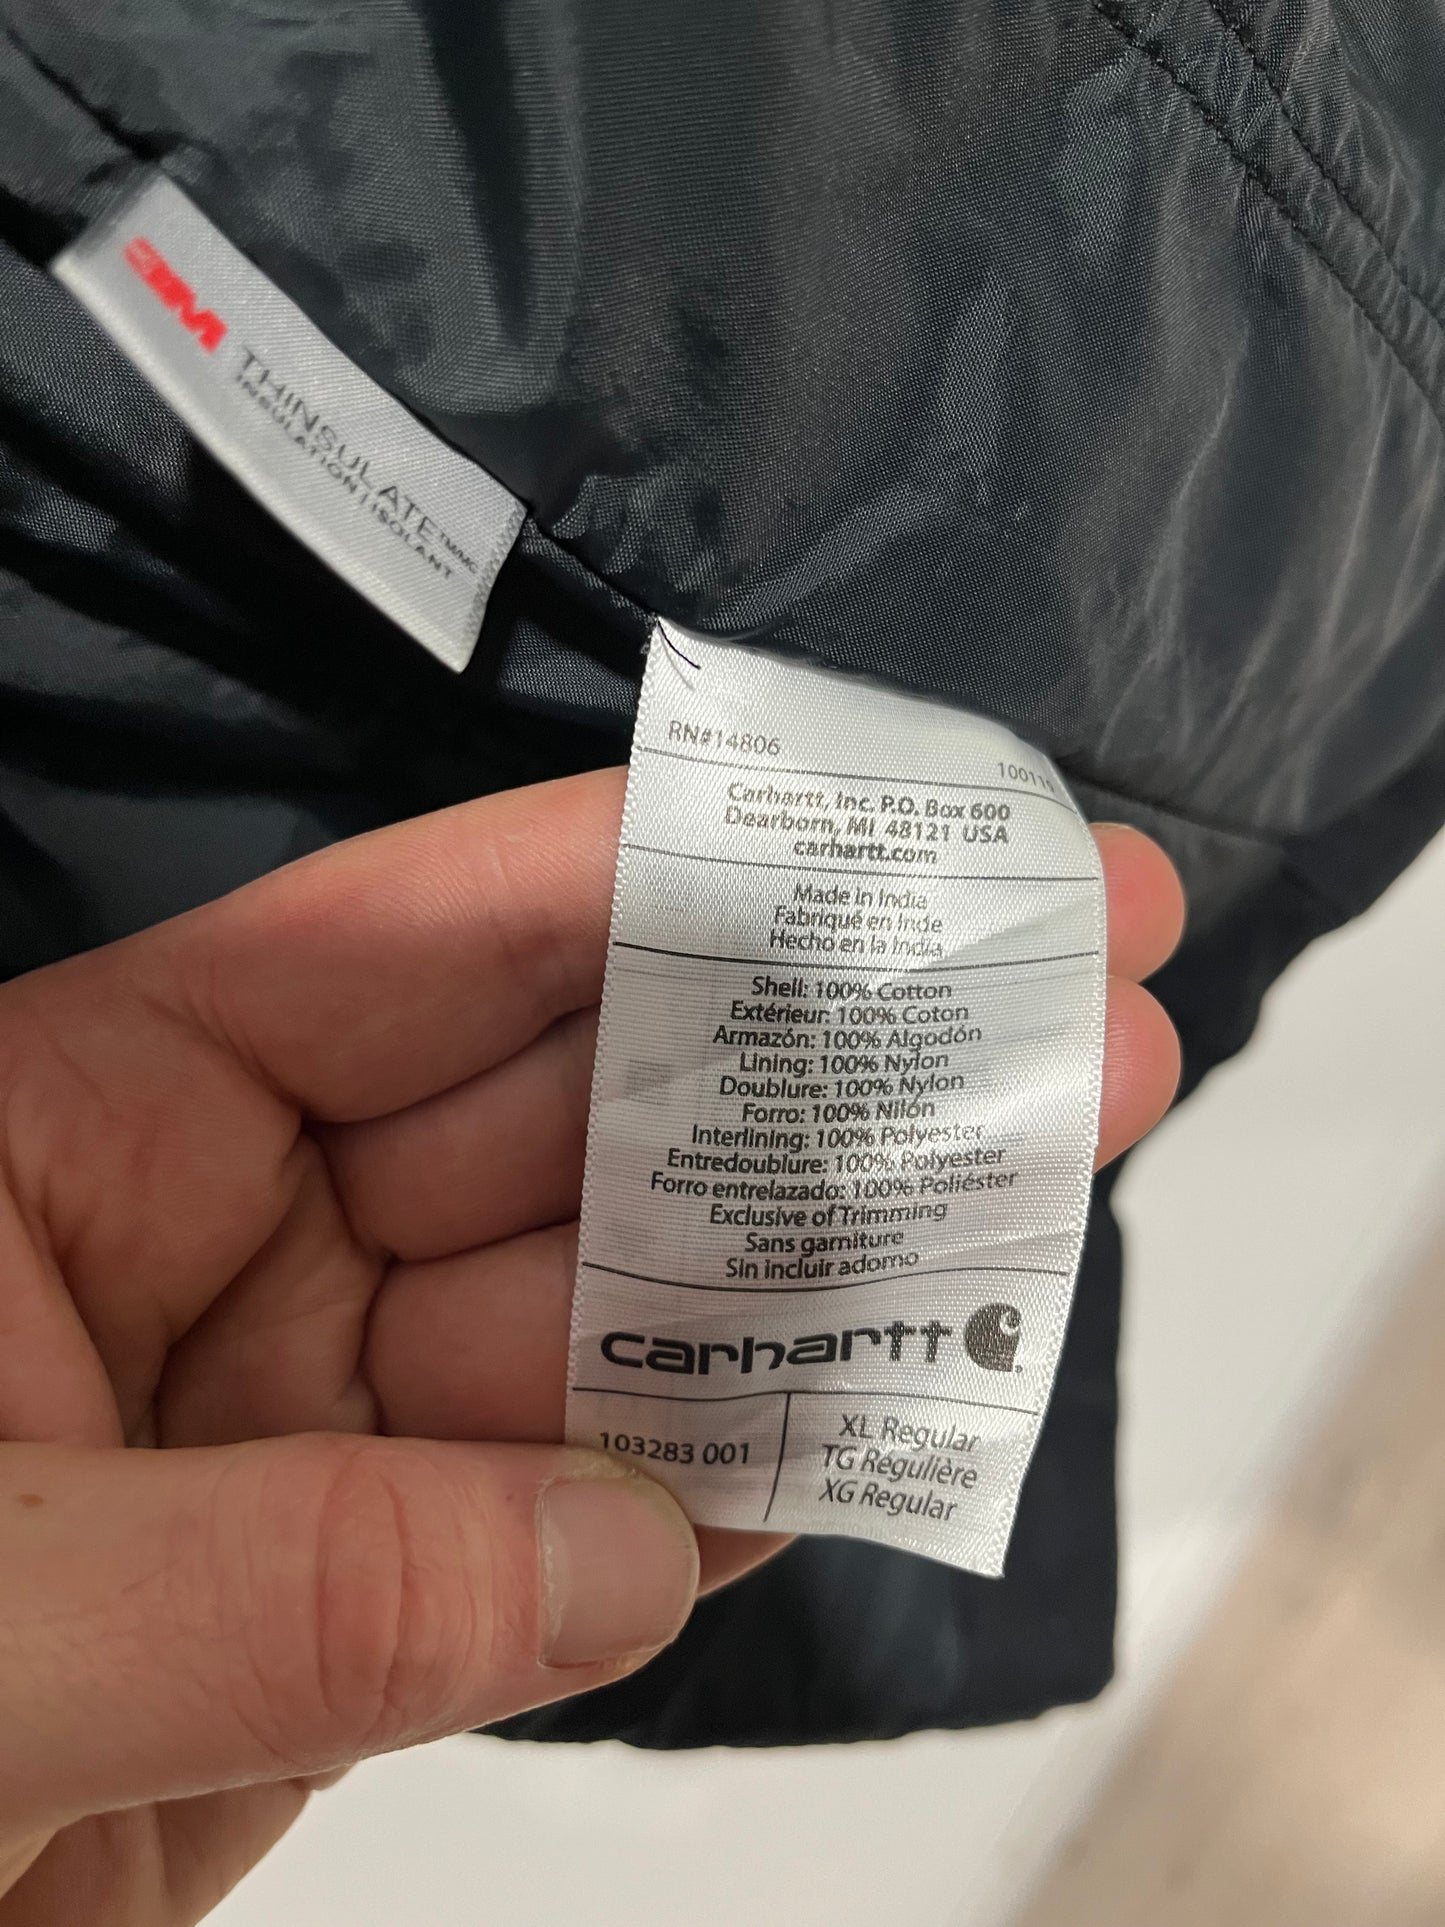 3M
THINSULATE™/MC
INSULATION | ISOLANT
RN#14806
Carhartt, Inc. P.O. Box 600
Dearborn, MI 48121 USA
carhartt.com
Made in India
Fabriqué en Inde
Hecho en la India
Shell: 100% Cotton
Extérieur: 100% Coton
Armazón: 100% Algodón
Lining: 100% Nylon
Doublure: 100% Nylon
Forro: 100% Nilón
Interlining: 100% Polyester
Entredoublure: 100% Polyester
Forro entrelazado: 100% Poliéster
Exclusive of Trimming
Sans garniture
Sin incluir adorno
carhartt
103283 001
XL Regular
TG Régulière
XG Regular